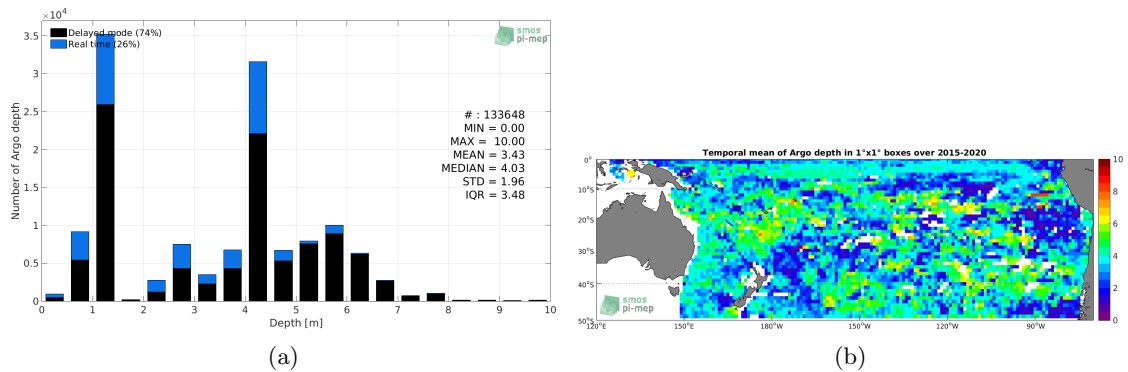 ×10⁴
Delayed mode (74%)
Real time (26%)
smos
pi-mep
3.5
3
2.5
2
1.5
1
0.5
0
Number of Argo depth
# : 133648
MIN = 0.00
MAX = 10.00
MEAN = 3.43
MEDIAN = 4.03
STD = 1.96
IQR = 3.48
0 1 2 3 4 5 6 7 8 9 10
Depth [m]
(a)
Temporal mean of Argo depth in 1°x1° boxes over 2015-2020
0°
10°S
20°S
30°S
40°S
50°S
smos
pi-mep
120°E 150°E 180°W 150°W 120°W 90°W
10
8
6
4
2
0
(b)